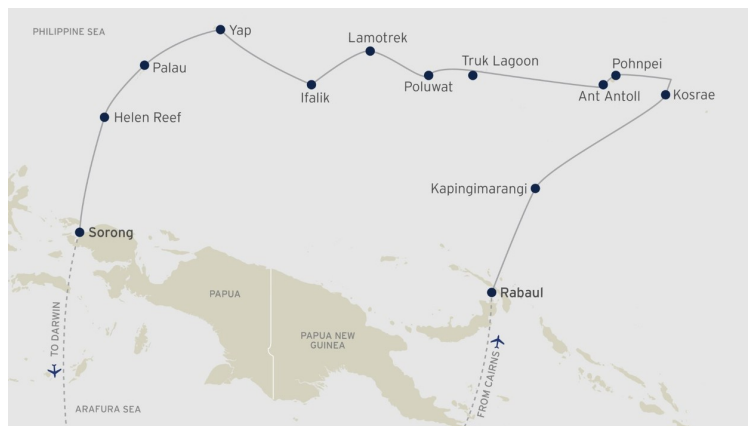 PHILIPPINE SEA
Yap
Lamotrek
Palau
Truk Lagoon
Pohnpei
Poluwat
Ifalik
Ant Antoll
Kosrae
Helen Reef
Kapingimarangi
Sorong
PAPUA
Rabaul
PAPUA NEW
GUINEA
TO DARWIN
FROM CAIRNS
ARAFURA SEA